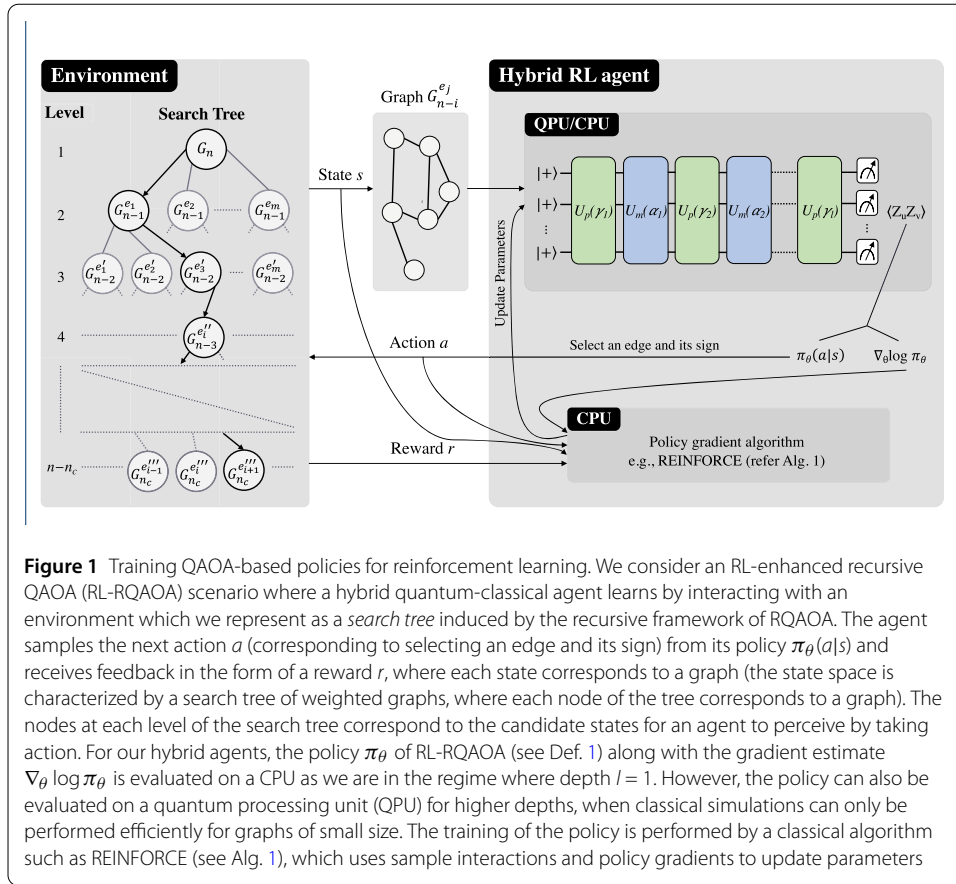 Environment
Level
Search Tree
1
G_n
2
G_{n-1}^{e_1}
G_{n-1}^{e_2}
G_{n-1}^{e_m}
3
G_{n-2}^{e'_1}
G_{n-2}^{e'_2}
G_{n-2}^{e'_3}
G_{n-2}^{e'_m}
4
G_{n-3}^{e''_i}
n−n_c
G_{n_c}^{e'''_{i-1}}
G_{n_c}^{e'''_i}
G_{n_c}^{e'''_{i+1}}
Graph G_{n-i}^{e_j}
State s
Action a
Reward r
Hybrid RL agent
QPU/CPU
|+⟩
|+⟩
⋮
|+⟩
U_p(γ_1)
U_m(α_1)
U_p(γ_2)
U_m(α_2)
U_p(γ_l)
⋮
⟨Z_uZ_v⟩
Update Parameters
Select an edge and its sign
π_θ(a|s)
∇_θlog π_θ
CPU
Policy gradient algorithm
e.g., REINFORCE (refer Alg. 1)
Figure 1 Training QAOA-based policies for reinforcement learning. We consider an RL-enhanced recursive
QAOA (RL-RQAOA) scenario where a hybrid quantum-classical agent learns by interacting with an
environment which we represent as a search tree induced by the recursive framework of RQAOA. The agent
samples the next action a (corresponding to selecting an edge and its sign) from its policy π_θ(a|s) and
receives feedback in the form of a reward r, where each state corresponds to a graph (the state space is
characterized by a search tree of weighted graphs, where each node of the tree corresponds to a graph). The
nodes at each level of the search tree correspond to the candidate states for an agent to perceive by taking
action. For our hybrid agents, the policy π_θ of RL-RQAOA (see Def. 1) along with the gradient estimate
∇_θ log π_θ is evaluated on a CPU as we are in the regime where depth l = 1. However, the policy can also be
evaluated on a quantum processing unit (QPU) for higher depths, when classical simulations can only be
performed efficiently for graphs of small size. The training of the policy is performed by a classical algorithm
such as REINFORCE (see Alg. 1), which uses sample interactions and policy gradients to update parameters